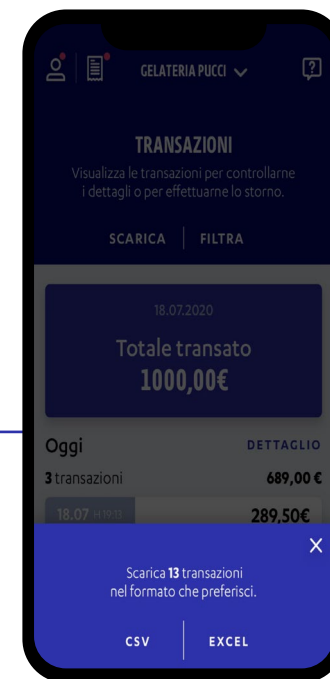 GELATERIA PUCCI
TRANSAZIONI
Visualizza le transazioni per controllarne
i dettagli o per effettuarne lo storno.
SCARICA | FILTRA
18.07.2020
Totale transato
1000,00€
Oggi DETTAGLIO
3 transazioni 689,00 €
18.07 H 19:33 289,50€
X
Scarica 13 transazioni
nel formato che preferisci.
CSV | EXCEL